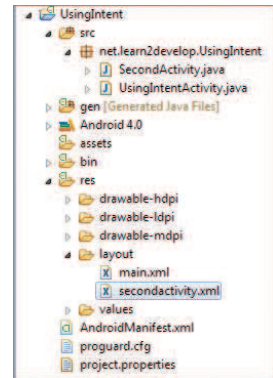 UsingIntent
src
net.learn2develop.UsingIntent
SecondActivity.java
UsingIntentActivity.java
gen [Generated Java Files]
Android 4.0
assets
bin
res
drawable-hdpi
drawable-ldpi
drawable-mdpi
layout
main.xml
secondactivity.xml
values
AndroidManifest.xml
proguard.cfg
project.properties